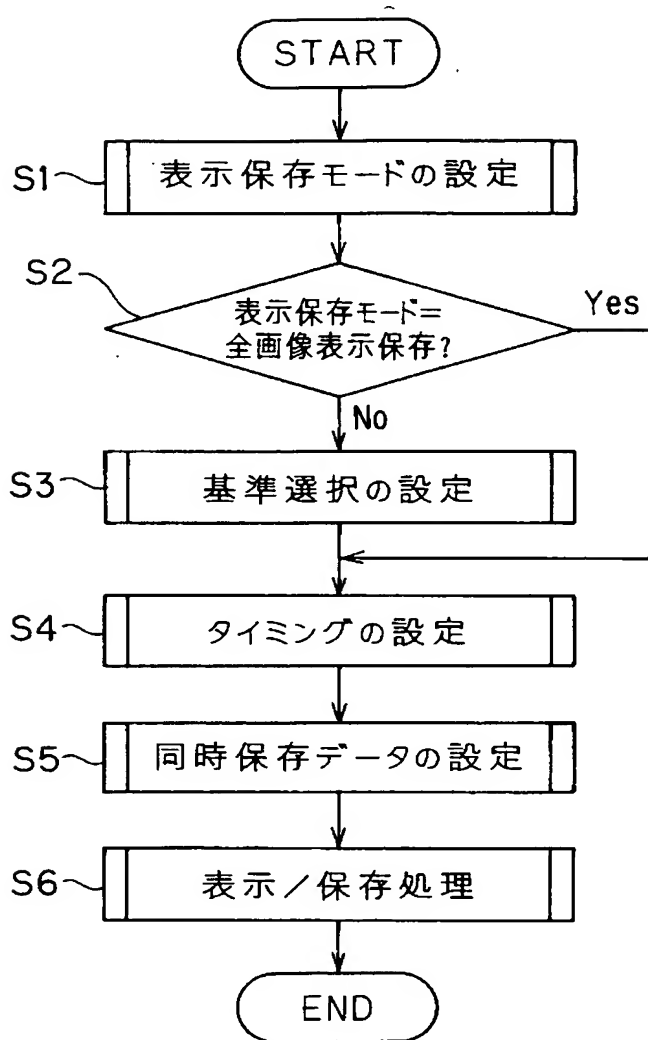 START
S1
表示保存モードの設定
S2
表示保存モード=
全画像表示保存?
Yes
No
S3
基準選択の設定
S4
タイミングの設定
S5
同時保存データの設定
S6
表示/保存処理
END